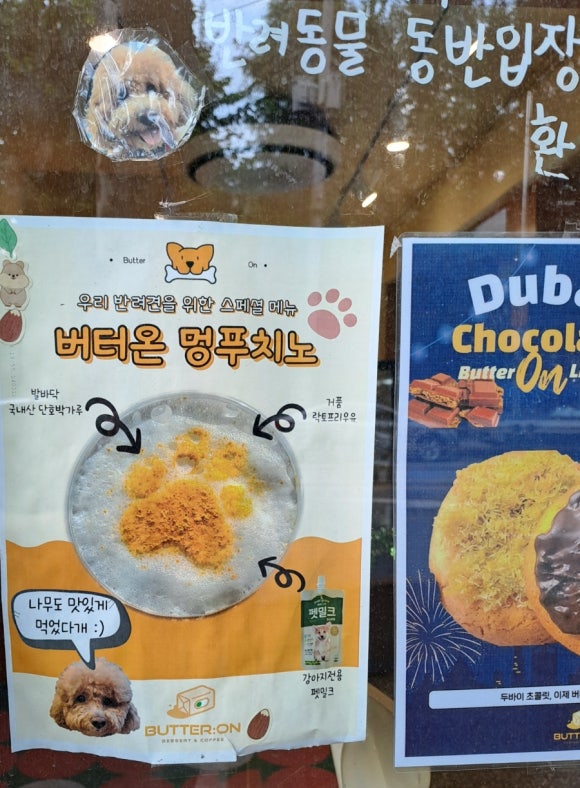 반려동물 동반입장
환
Butter On
우리 반려견을 위한 스페셜 메뉴
버터온 멍푸치노
발바닥
국내산 단호박가루
거품
락토프리우유
나무도 맛있게
먹었다개 :)
펫밀크
강아지전용
펫밀크
BUTTER:ON
DESSERT & COFFEE
Dub
Chocola
Butter On L
두바이 초콜릿, 이제 버
BUTT